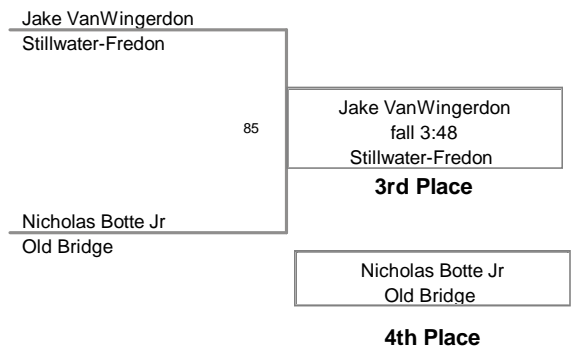 Jake VanWingerdon
Stillwater-Fredon
85
Jake VanWingerdon
fall 3:48
Stillwater-Fredon
3rd Place
Nicholas Botte Jr
Old Bridge
Nicholas Botte Jr
Old Bridge
4th Place